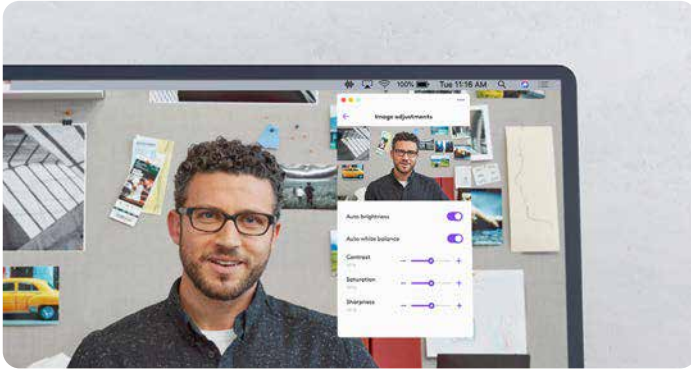 100% Tue 11:16 AM
Image adjustments
Auto brightness
Auto white balance
Contrast
Saturation
Sharpness